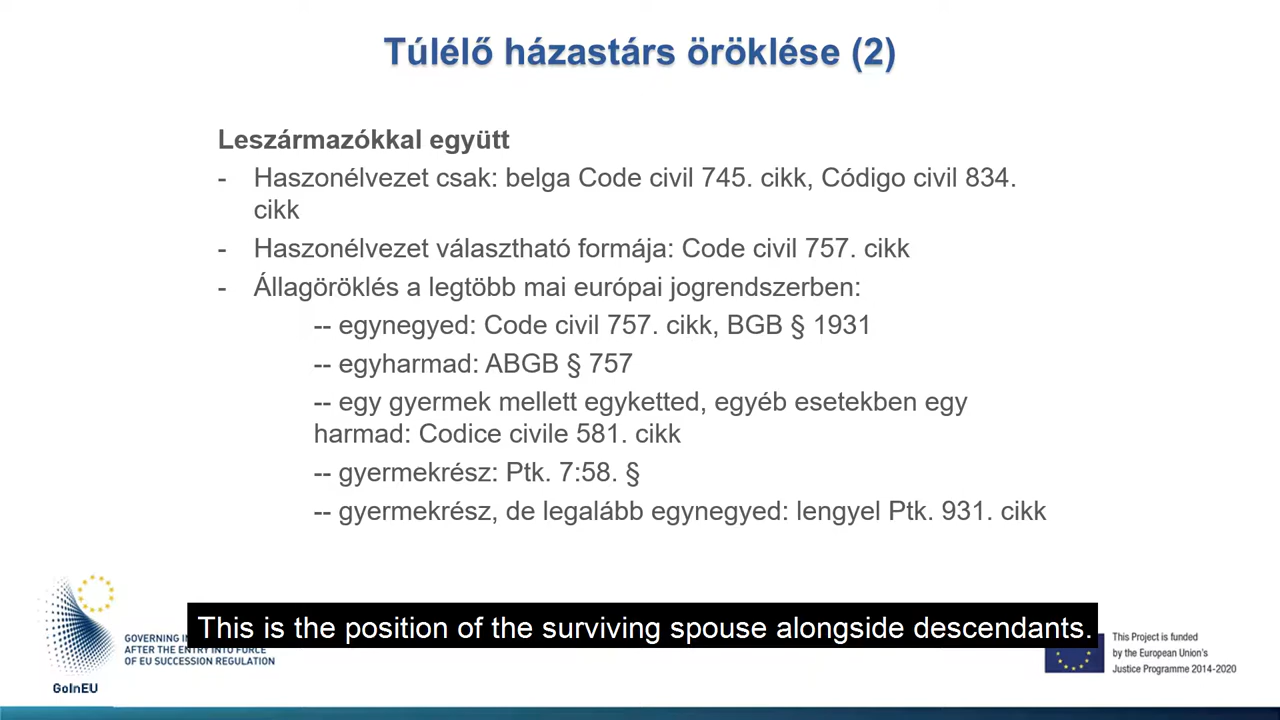 Túlélő házastárs öröklése (2)
Leszármazókkal együtt
- Haszonélvezet csak: belga Code civil 745. cikk, Código civil 834.
cikk
- Haszonélvezet választható formája: Code civil 757. cikk
- Állagöröklés a legtöbb mai európai jogrendszerben:
-- egynegyed: Code civil 757. cikk, BGB § 1931
-- egyharmad: ABGB § 757
-- egy gyermek mellett egyketted, egyéb esetekben egy
harmad: Codice civile 581. cikk
-- gyermekrész: Ptk. 7:58. §
-- gyermekrész, de legalább egynegyed: lengyel Ptk. 931. cikk
This is the position of the surviving spouse alongside descendants.
GOVERNING
AFTER THE ENTRY INTO FORCE
OF EU SUCCESSION REGULATION
GoInEU
This Project is funded
by the European Union's
Justice Programme 2014-2020